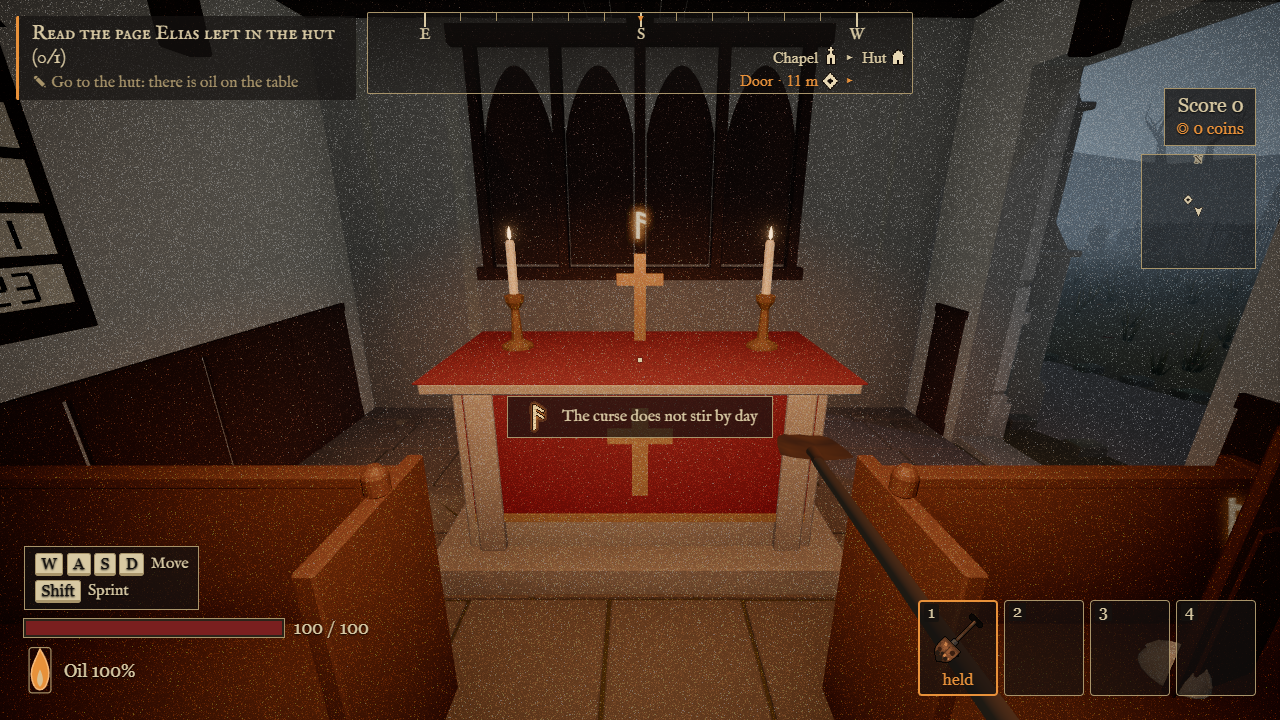 Read the page Elias left in the hut
(0/1)
Go to the hut: there is oil on the table
E S W
Chapel Hut
Door · 11 m
Score 0
0 coins
N
1
23
ᚨ
ᚨ The curse does not stir by day
W A S D Move
Shift Sprint
100 / 100
Oil 100%
1 2 3 4
held